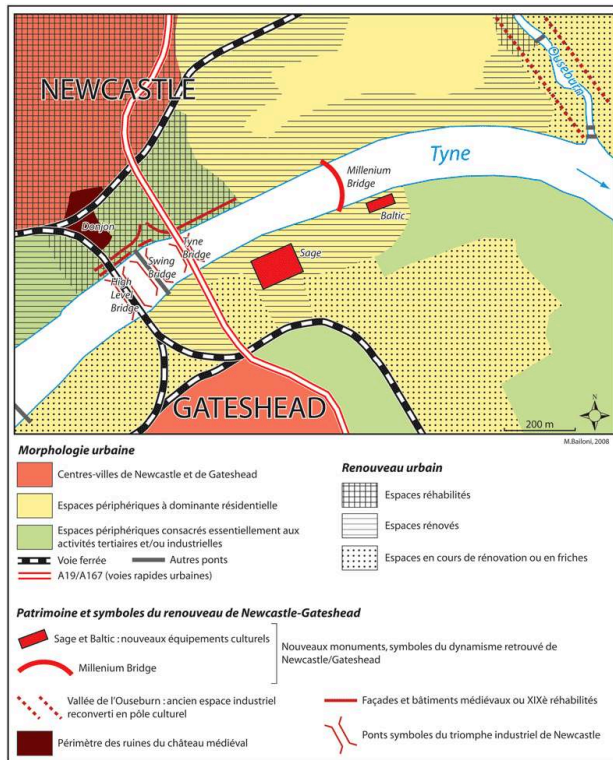 NEWCASTLE
Ouseburn
Tyne
Millenium
Bridge
Baltic
Donjon
Tyne
Bridge
Sage
Swing
Bridge
High
Level
Bridge
GATESHEAD
N
200 m
M.Bailoni, 2008
Morphologie urbaine
Centres-villes de Newcastle et de Gateshead
Espaces périphériques à dominante résidentielle
Espaces périphériques consacrés essentiellement aux
activités tertiaires et/ou industrielles
Voie ferrée
Autres ponts
A19/A167 (voies rapides urbaines)
Renouveau urbain
Espaces réhabilités
Espaces rénovés
Espaces en cours de rénovation ou en friches
Patrimoine et symboles du renouveau de Newcastle-Gateshead
Sage et Baltic : nouveaux équipements culturels
Millenium Bridge
Nouveaux monuments, symboles du dynamisme retrouvé de
Newcastle/Gateshead
Vallée de l'Ouseburn : ancien espace industriel
reconverti en pôle culturel
Périmètre des ruines du château médiéval
Façades et bâtiments médiévaux ou XIXè réhabilités
Ponts symboles du triomphe industriel de Newcastle